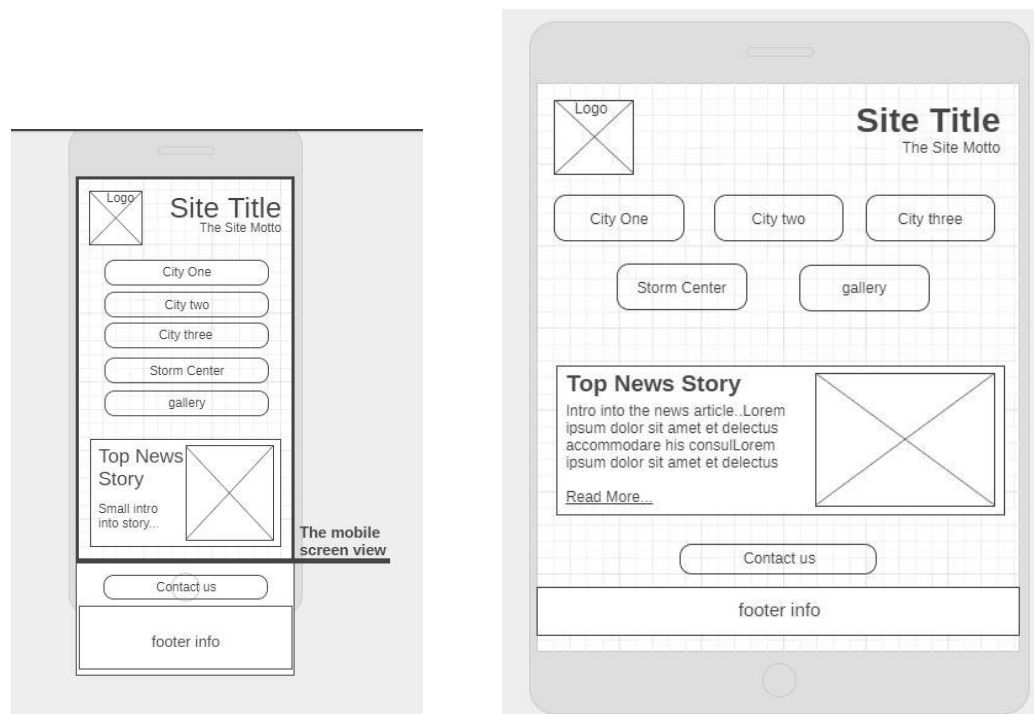 Logo
Site Title
The Site Motto
City One
City two
City three
Storm Center
gallery
Top News
Story
Small intro
into story...
The mobile
screen view
Contact us
footer info
Logo
Site Title
The Site Motto
City One
City two
City three
Storm Center
gallery
Top News Story
Intro into the news article..Lorem
ipsum dolor sit amet et delectus
accommodare his consulLorem
ipsum dolor sit amet et delectus
Read More...
Contact us
footer info